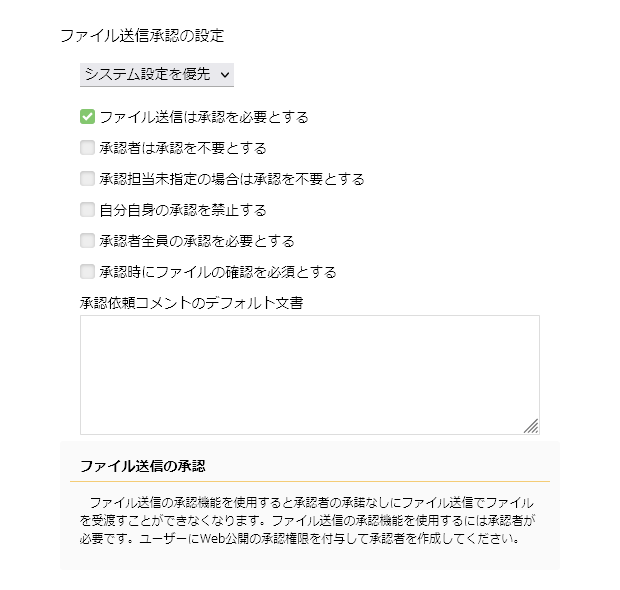 ファイル送信承認の設定
システム設定を優先
ファイル送信は承認を必要とする
承認者は承認を不要とする
承認担当未指定の場合は承認を不要とする
自分自身の承認を禁止する
承認者全員の承認を必要とする
承認時にファイルの確認を必須とする
承認依頼コメントのデフォルト文書
ファイル送信の承認
ファイル送信の承認機能を使用すると承認者の承諾なしにファイル送信でファイル
を受渡すことができなくなります。ファイル送信の承認機能を使用するには承認者が
必要です。ユーザーにWeb公開の承認権限を付与して承認者を作成してください。